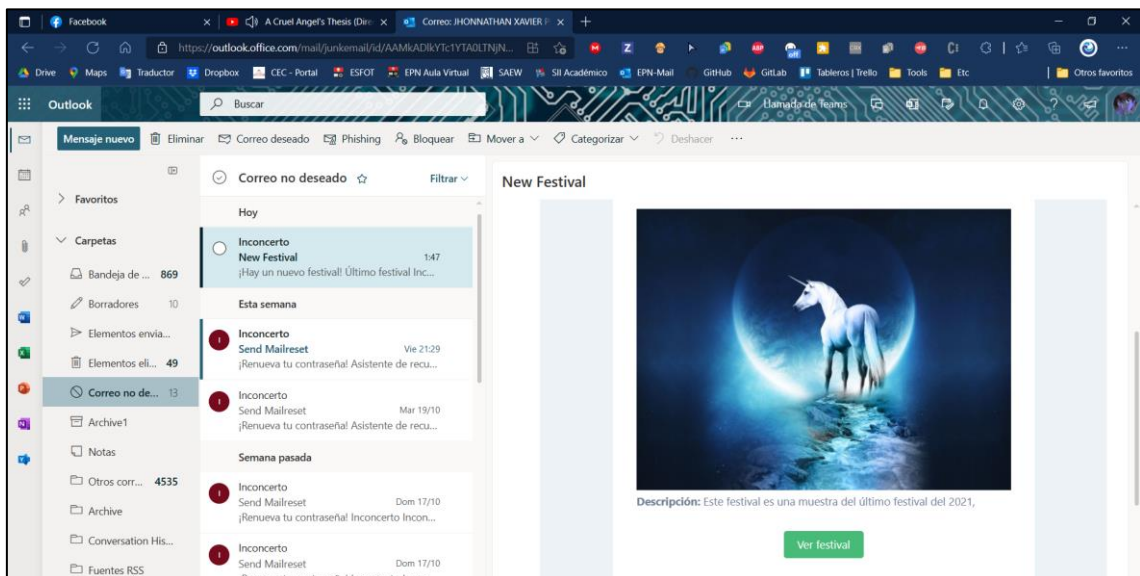 Facebook
A Cruel Angel's Thesis (Dire
Correo: JHONNATHAN XAVIER P
https://outlook.office.com/mail/junkemail/id/AAMkADlkYTc1YTA0LTNjN...
Drive Maps Traductor Dropbox CEC - Portal ESFOT EPN Aula Virtual SAEW SII Académico EPN-Mail GitHub GitLab Tableros | Trello Tools Etc Otros favoritos
Outlook Buscar Llamada de Teams
Mensaje nuevo Eliminar Correo deseado Phishing Bloquear Mover a Categorizar Deshacer ...
Favoritos
Carpetas
Bandeja de ... 869
Borradores 10
Elementos envia...
Elementos eli... 49
Correo no de... 13
Archive1
Notas
Otros corr... 4535
Archive
Conversation His...
Fuentes RSS
Correo no deseado Filtrar
Hoy
Inconcerto
New Festival 1:47
¡Hay un nuevo festival! Último festival Inc...
Esta semana
Inconcerto
Send Mailreset Vie 21:29
¡Renueva tu contraseña! Asistente de recu...
Inconcerto
Send Mailreset Mar 19/10
¡Renueva tu contraseña! Asistente de recu...
Semana pasada
Inconcerto
Send Mailreset Dom 17/10
¡Renueva tu contraseña! Inconcerto Incon...
Inconcerto
Send Mailreset Dom 17/10
New Festival
Descripción: Este festival es una muestra del último festival del 2021,
Ver festival